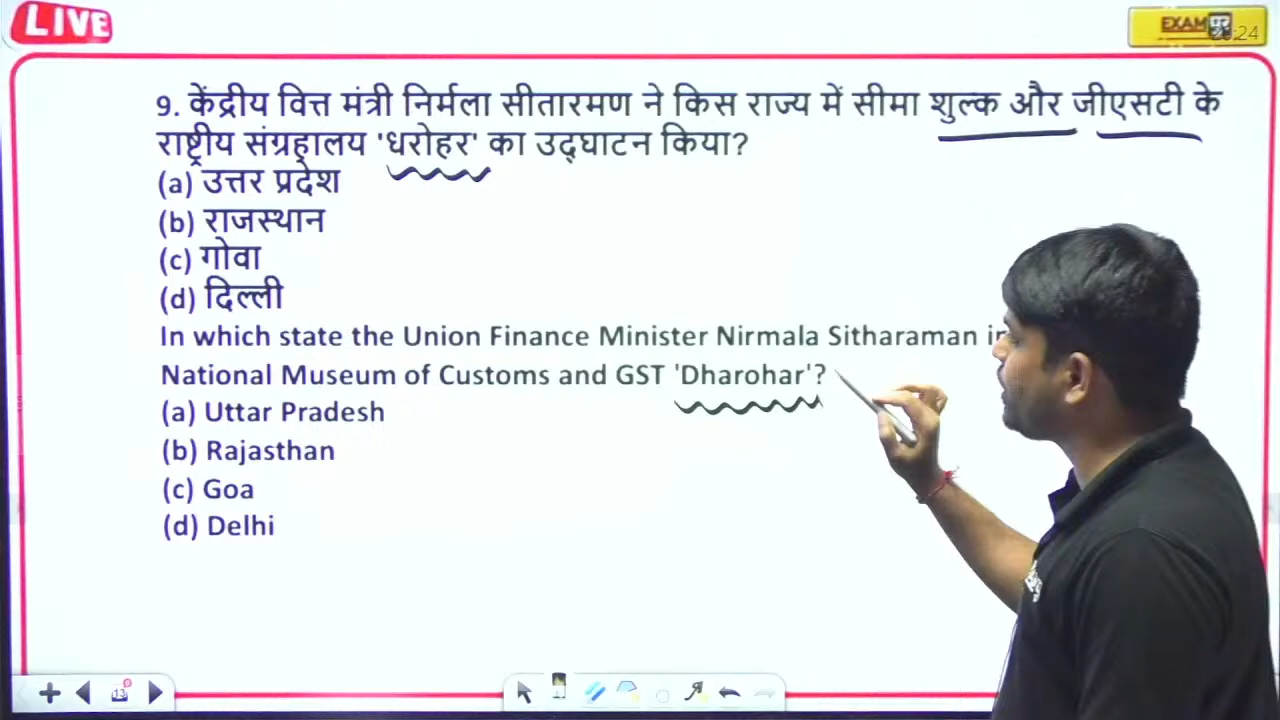 LIVE
EXAM पुर
:24
9. केंद्रीय वित्त मंत्री निर्मला सीतारमण ने किस राज्य में सीमा शुल्क और जीएसटी के
राष्ट्रीय संग्रहालय 'धरोहर' का उद्घाटन किया?
(a) उत्तर प्रदेश
(b) राजस्थान
(c) गोवा
(d) दिल्ली
In which state the Union Finance Minister Nirmala Sitharaman
National Museum of Customs and GST 'Dharohar'?
(a) Uttar Pradesh
(b) Rajasthan
(c) Goa
(d) Delhi
13